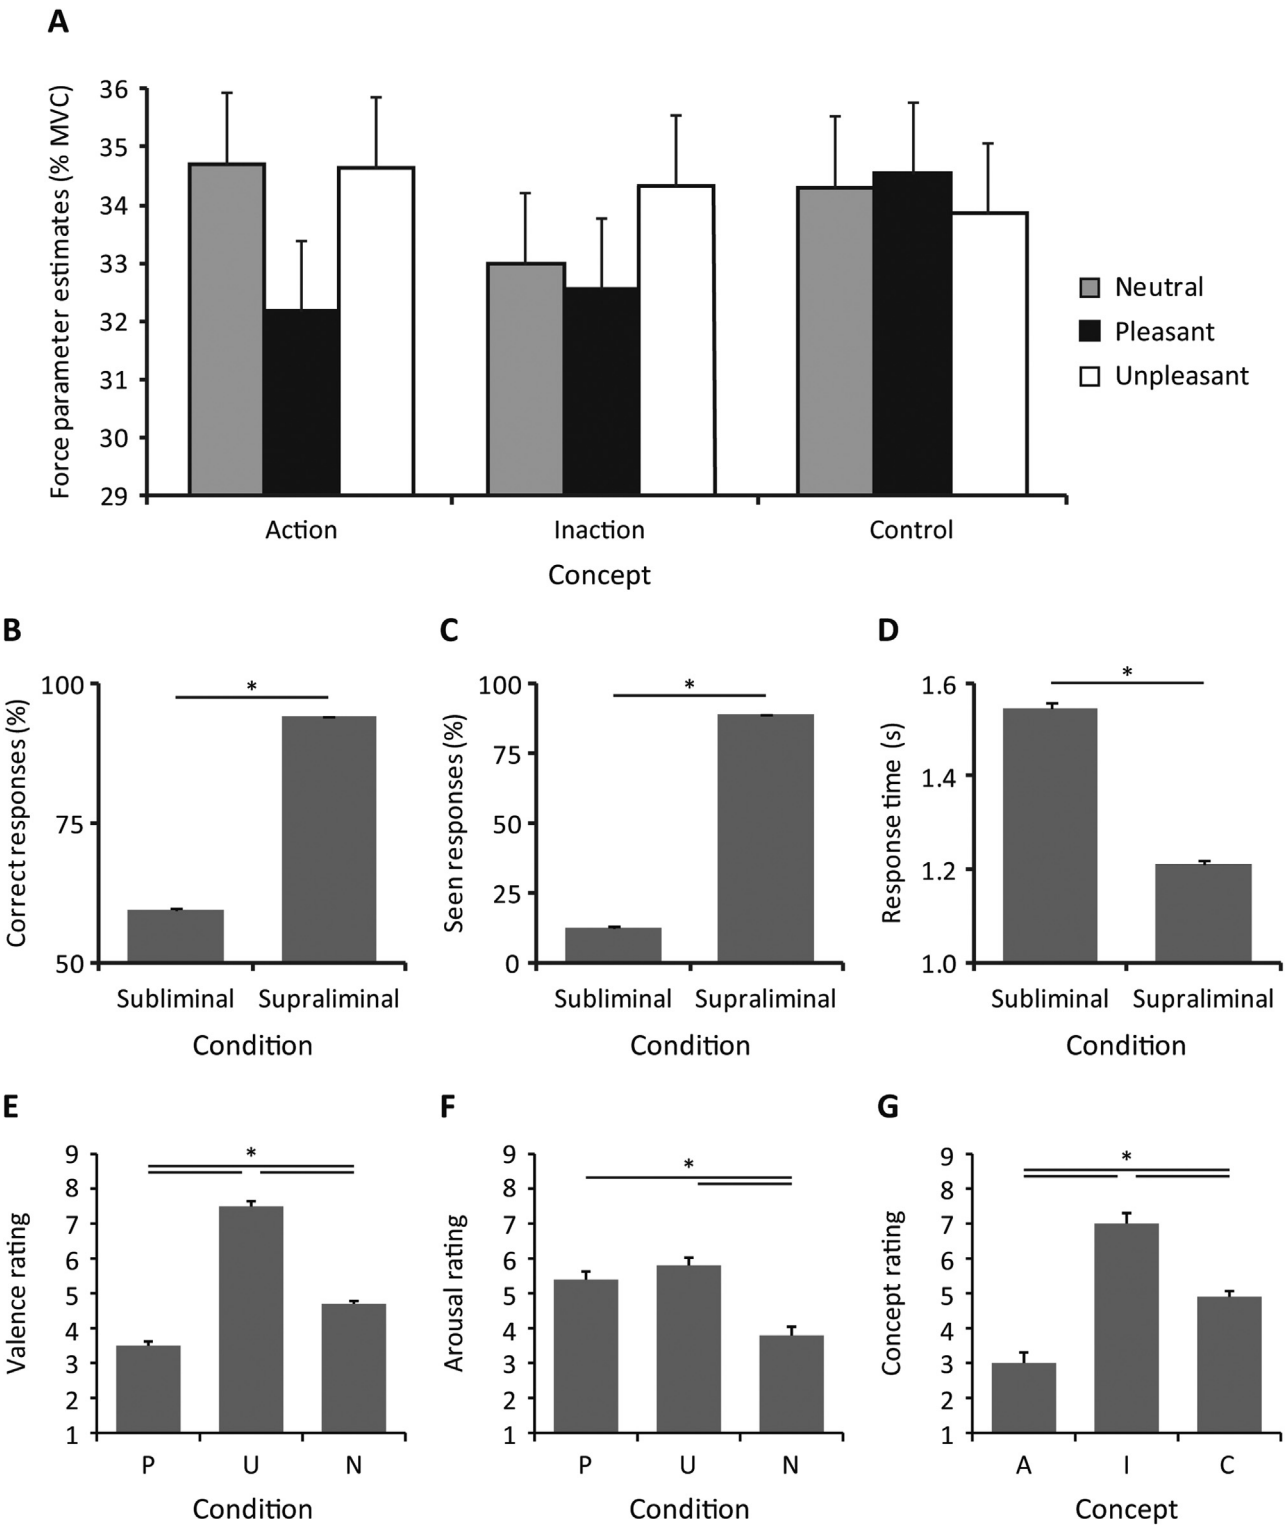 A
Force parameter estimates (% MVC)
36
35
34
33
32
31
30
29
Action Inaction Control
Concept
Neutral
Pleasant
Unpleasant
B
Correct responses (%)
100
75
50
*
Subliminal Supraliminal
Condition
C
Seen responses (%)
100
75
50
25
0
*
Subliminal Supraliminal
Condition
D
Response time (s)
1.6
1.4
1.2
1.0
*
Subliminal Supraliminal
Condition
E
Valence rating
9
8
7
6
5
4
3
2
1
*
P U N
Condition
F
Arousal rating
9
8
7
6
5
4
3
2
1
*
P U N
Condition
G
Concept rating
9
8
7
6
5
4
3
2
1
*
A I C
Concept